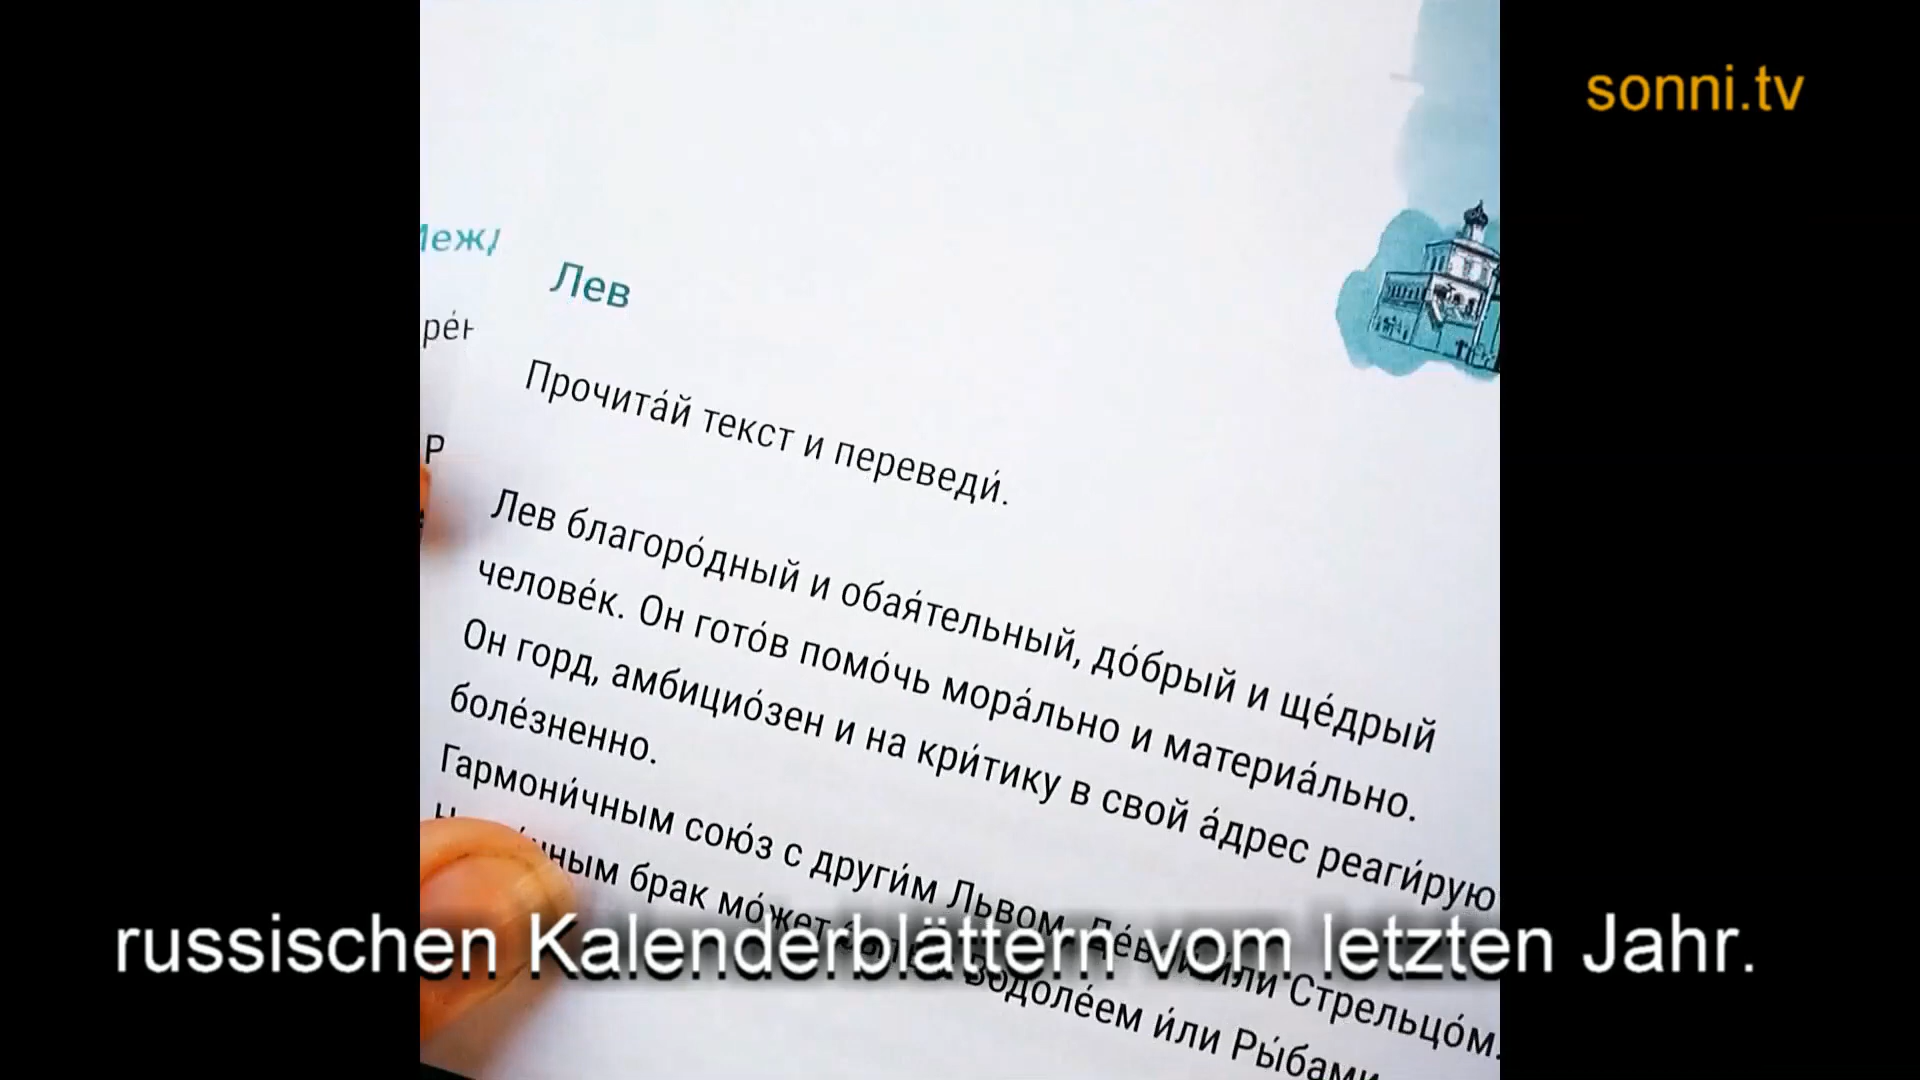 sonni.tv
Лев
Прочита́й текст и переведи́.
Лев благоро́дный и обая́тельный, до́брый и ще́дрый
челове́к. Он гото́в помо́чь мора́льно и материа́льно.
Он горд, амбицио́зен и на кри́тику в свой а́дрес
боле́зненно.
Гармони́чным сою́з с други́м Львом, и́ли Стрельцо́м.
брак мо́жет Водоле́ем и́ли Ры́бами
russischen Kalenderblättern vom letzten Jahr.